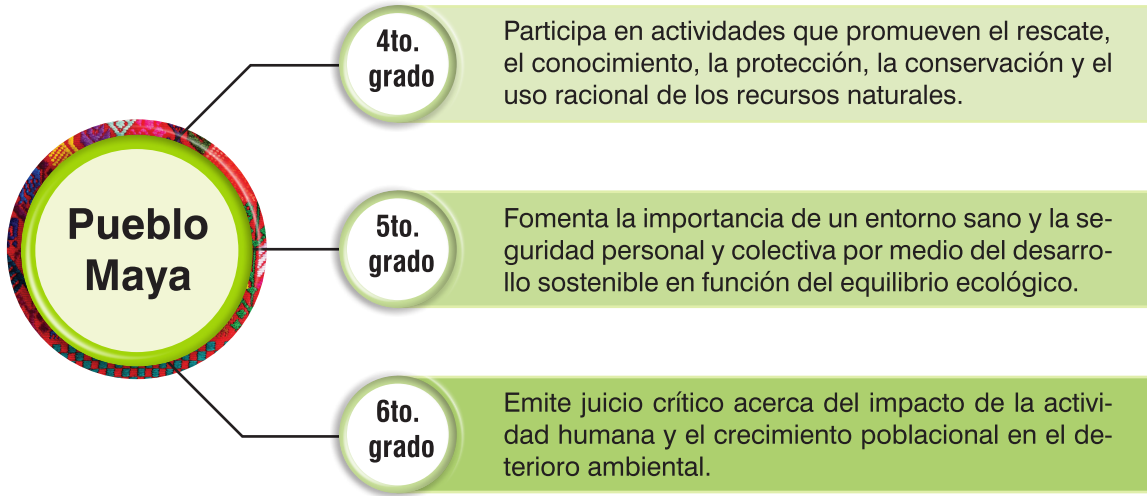 Pueblo
Maya
4to.
grado
Participa en actividades que promueven el rescate,
el conocimiento, la protección, la conservación y el
uso racional de los recursos naturales.
5to.
grado
Fomenta la importancia de un entorno sano y la se-
guridad personal y colectiva por medio del desarro-
llo sostenible en función del equilibrio ecológico.
6to.
grado
Emite juicio crítico acerca del impacto de la activi-
dad humana y el crecimiento poblacional en el de-
terioro ambiental.